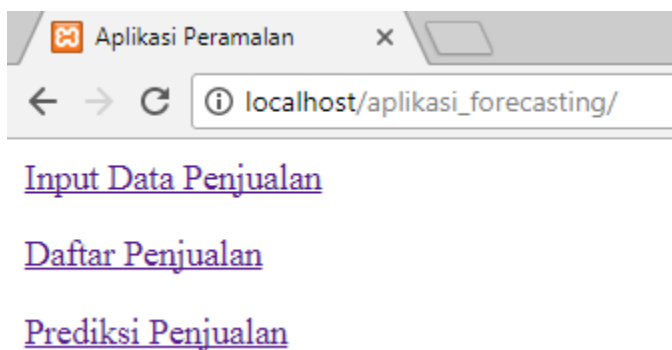 Aplikasi Peramalan
localhost/aplikasi_forecasting/
Input Data Penjualan
Daftar Penjualan
Prediksi Penjualan